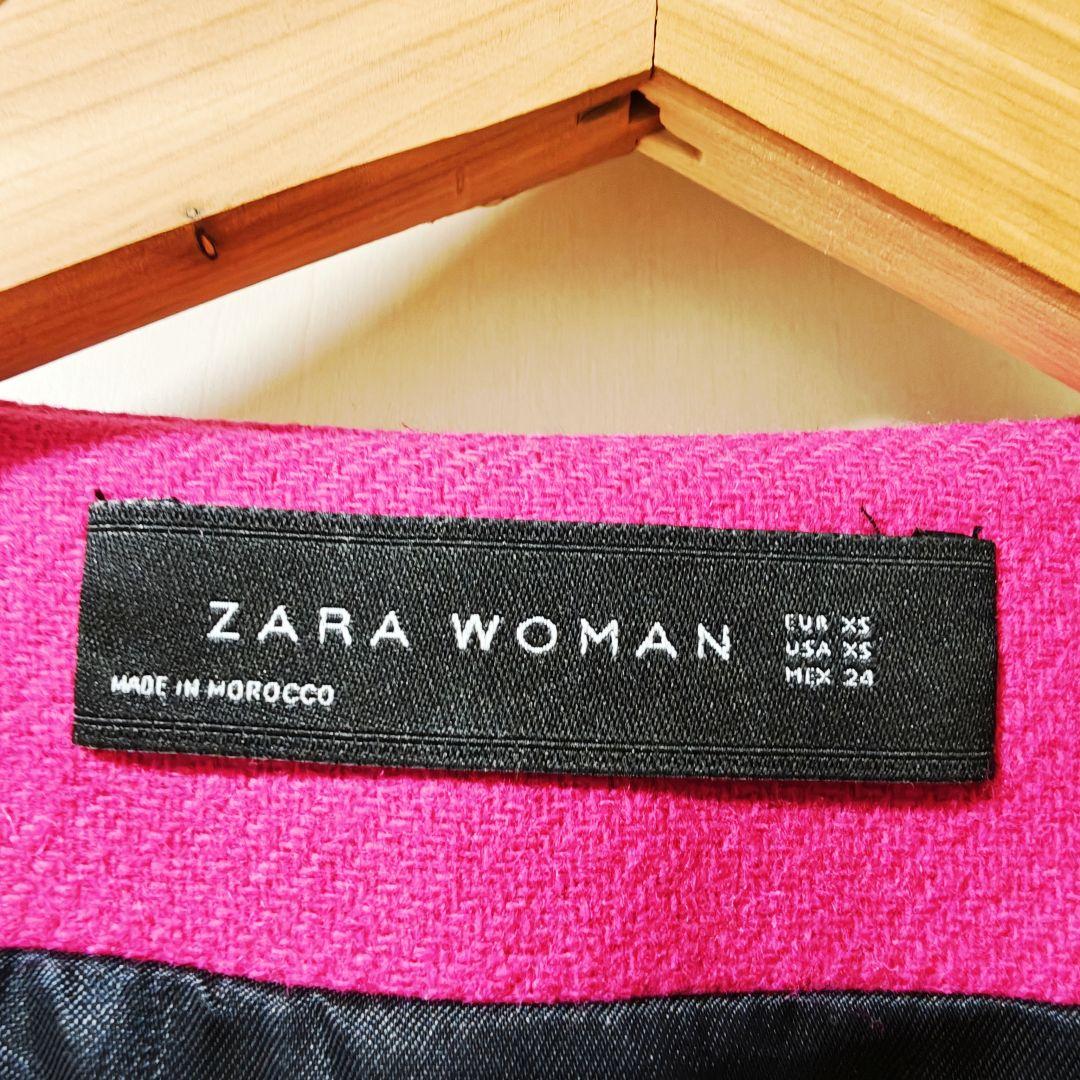 ZARA WOMAN
EUR XS
USA XS
MEX 24
MADE IN MOROCCO